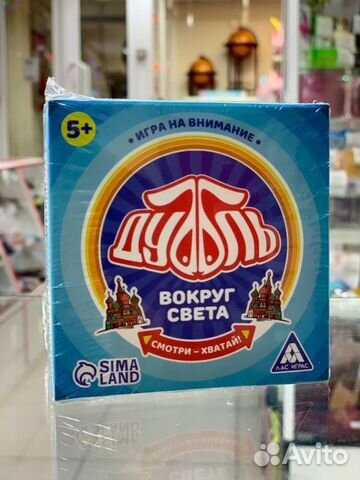 5+
ИГРА НА ВНИМАНИЕ
ДУББЛЬ
ВОКРУГ
СВЕТА
СМОТРИ – ХВАТАЙ!
SIMA
LAND
ЛАС ИГРАС
Avito